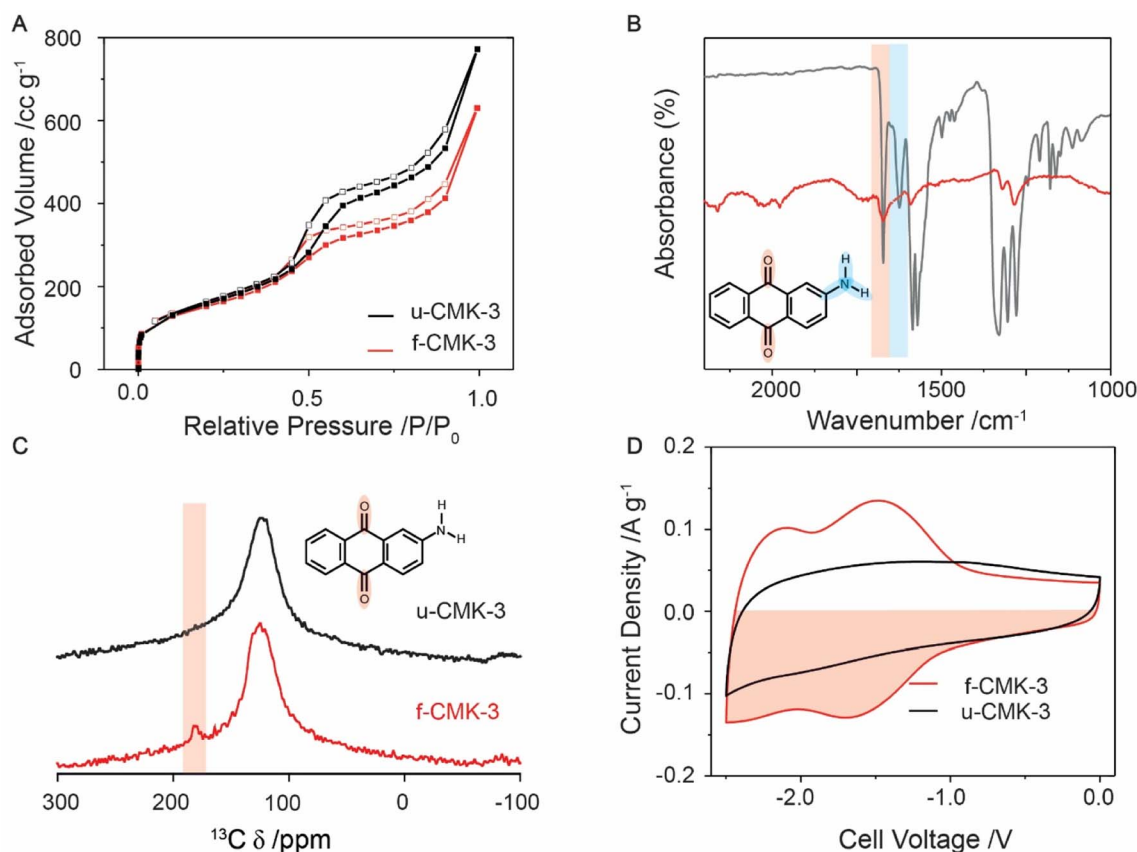 A
800
600
400
200
0
Adsorbed Volume /cc g⁻¹
u-CMK-3
f-CMK-3
0.0
0.5
1.0
Relative Pressure /P/P₀
B
Absorbance (%)
O
O
H
N
H
2000
1500
1000
Wavenumber /cm⁻¹
C
O
O
H
N
H
u-CMK-3
f-CMK-3
300
200
100
0
-100
¹³C δ /ppm
D
0.2
0.1
0.0
-0.1
-0.2
Current Density /A g⁻¹
f-CMK-3
u-CMK-3
-2.0
-1.0
0.0
Cell Voltage /V